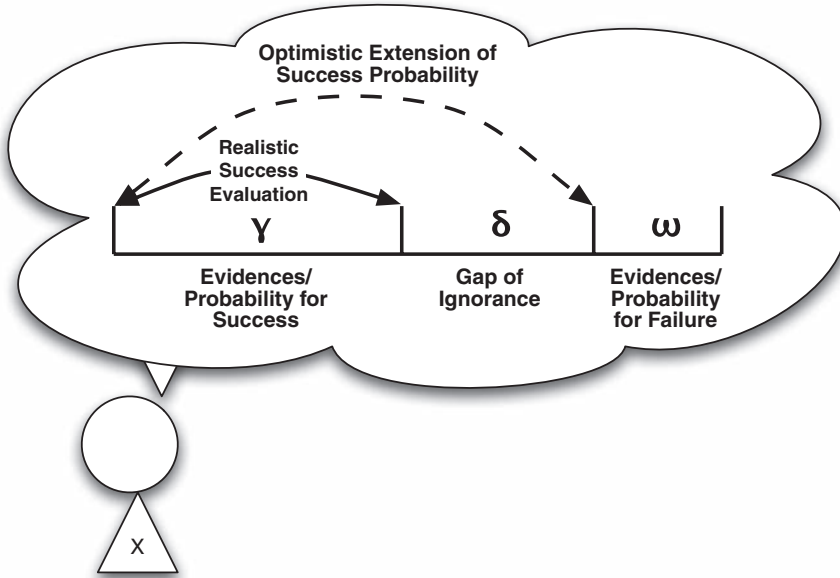 Optimistic Extension of
Success Probability
Realistic
Success
Evaluation
γ
δ
ω
Evidences/
Probability for
Success
Gap of
Ignorance
Evidences/
Probability
for Failure
X